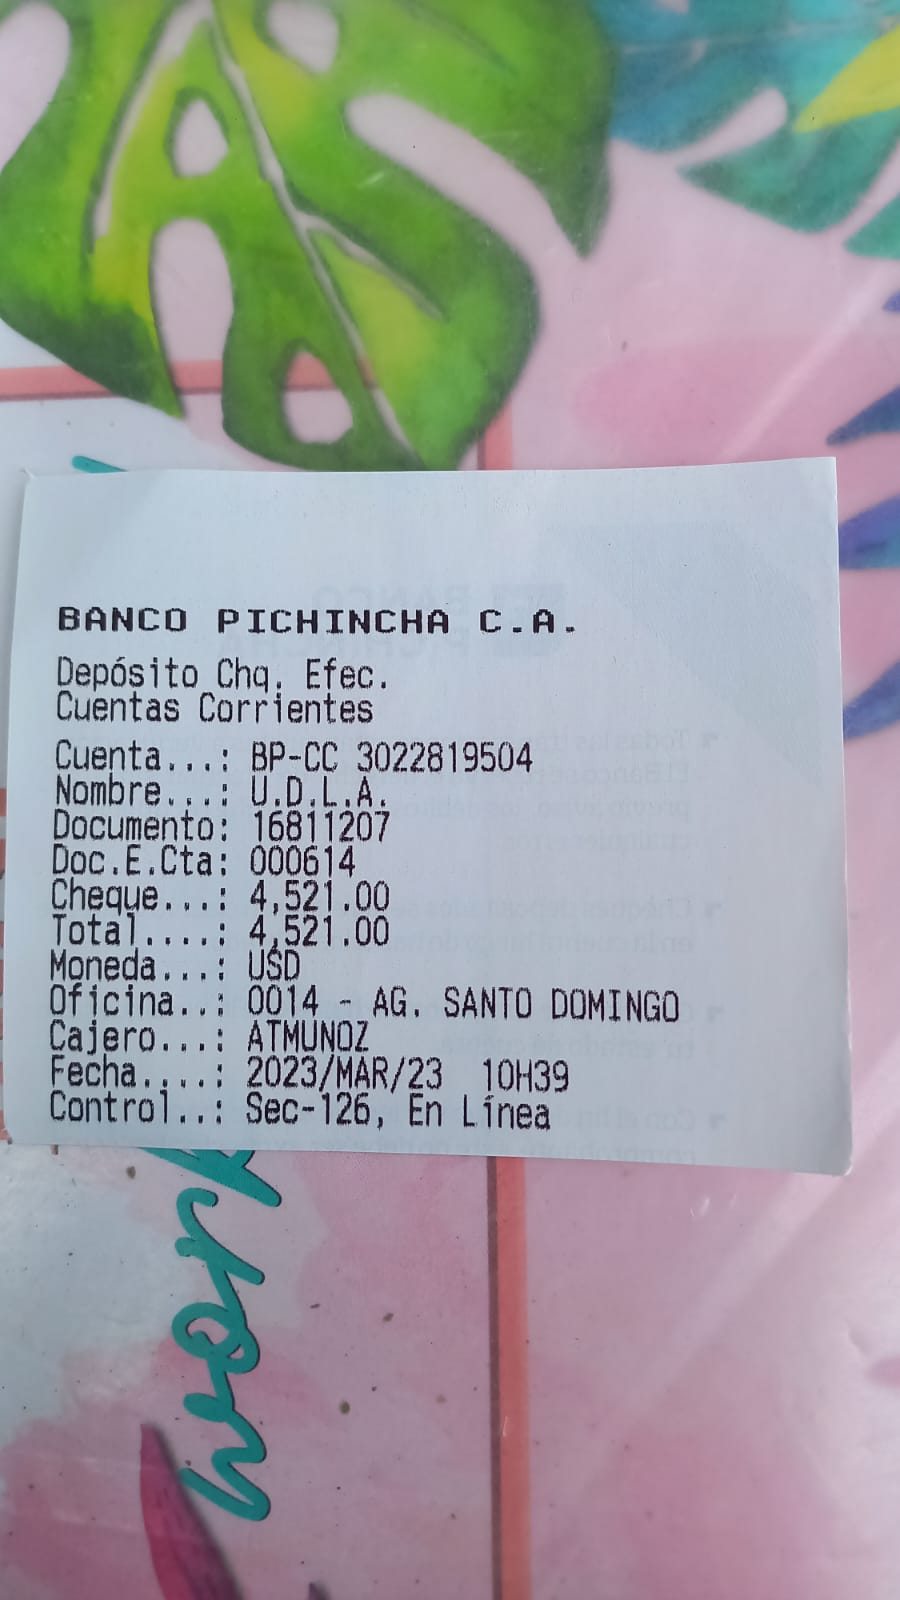 BANCO PICHINCHA C.A.
Depósito Chq. Efec.
Cuentas Corrientes
Cuenta...: BP-CC 3022819504
Nombre...: U.D.L.A.
Documento: 16811207
Doc.E.Cta: 000614
Cheque...: 4,521.00
Total....: 4,521.00
Moneda...: USD
Oficina..: 0014 - AG. SANTO DOMINGO
Cajero...: ATMUNOZ
Fecha....: 2023/MAR/23 10H39
Control..: Sec-126, En Línea